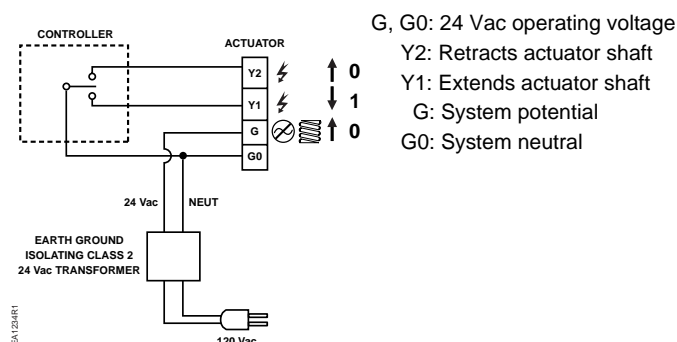 CONTROLLER
ACTUATOR
Y2
0
Y1
1
G
0
G0
24 Vac
NEUT
EARTH GROUND
ISOLATING CLASS 2
24 Vac TRANSFORMER
120 Vac
EA1234R1
G, G0: 24 Vac operating voltage
Y2: Retracts actuator shaft
Y1: Extends actuator shaft
G: System potential
G0: System neutral